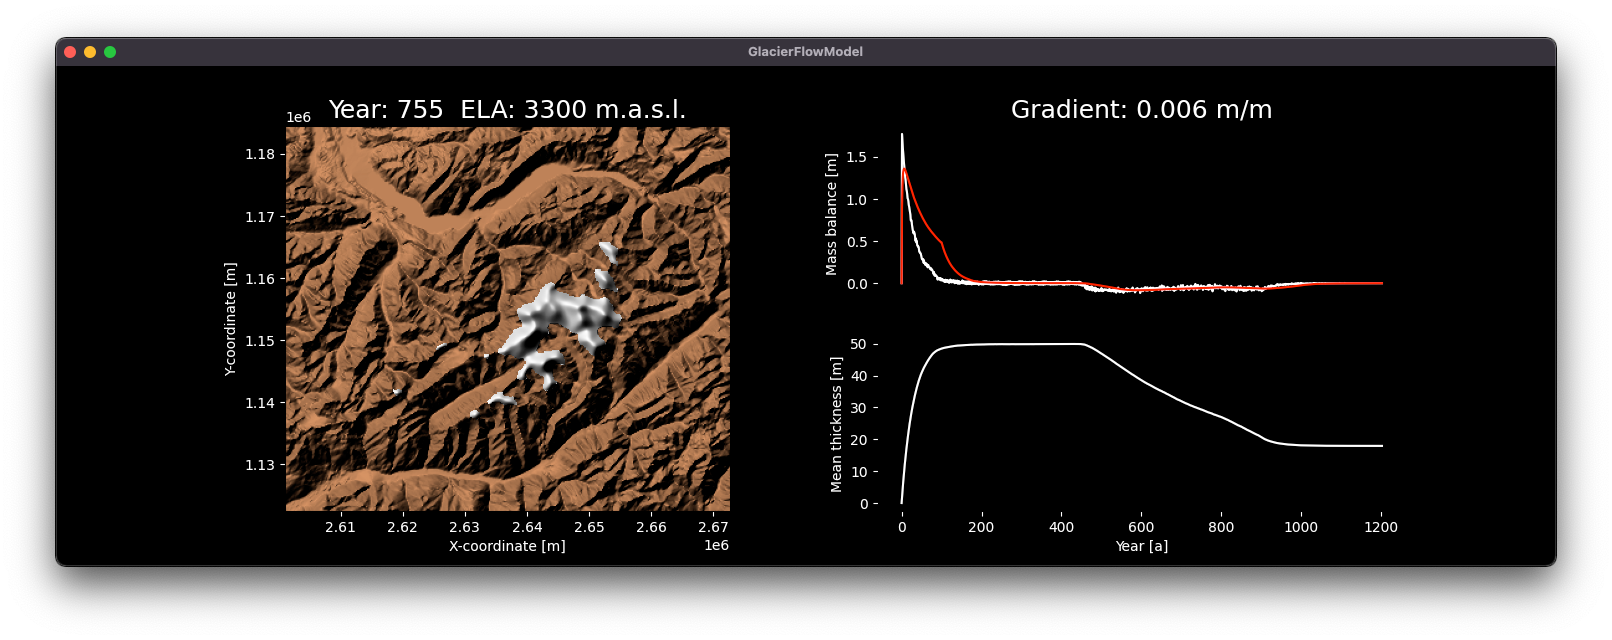 GlacierFlowModel
Year: 755  ELA: 3300 m.a.s.l.
1e6
1.18
1.17
1.16
1.15
1.14
1.13
Y-coordinate [m]
2.61 2.62 2.63 2.64 2.65 2.66 2.67
X-coordinate [m]
1e6
Gradient: 0.006 m/m
1.5
1.0
0.5
0.0
Mass balance [m]
50
40
30
20
10
0
Mean thickness [m]
0 200 400 600 800 1000 1200
Year [a]